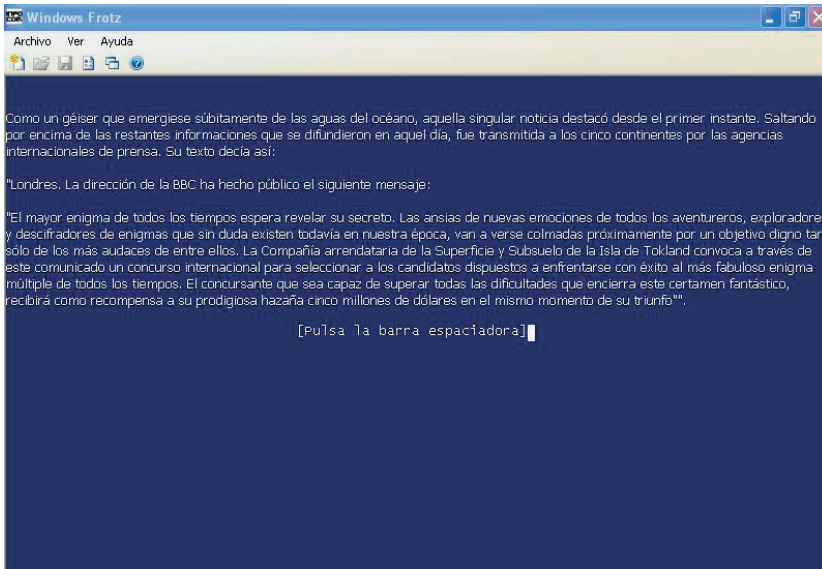 Windows Frotz
Archivo Ver Ayuda
Como un géiser que emergiese súbitamente de las aguas del océano, aquella singular noticia destacó desde el primer instante. Saltando
por encima de las restantes informaciones que se difundieron en aquel día, fue transmitida a los cinco continentes por las agencias
internacionales de prensa. Su texto decía así:
"Londres. La dirección de la BBC ha hecho público el siguiente mensaje:
"El mayor enigma de todos los tiempos espera revelar su secreto. Las ansias de nuevas emociones de todos los aventureros, exploradore
y descifradores de enigmas que sin duda existen todavía en nuestra época, van a verse colmadas próximamente por un objetivo digno tan
sólo de los más audaces de entre ellos. La Compañía arrendataria de la Superficie y Subsuelo de la Isla de Tokland convoca a través de
este comunicado un concurso internacional para seleccionar a los candidatos dispuestos a enfrentarse con éxito al más fabuloso enigma
múltiple de todos los tiempos. El concursante que sea capaz de superar todas las dificultades que encierra este certamen fantástico,
recibirá como recompensa a su prodigiosa hazaña cinco millones de dólares en el mismo momento de su triunfo"".
[Pulsa la barra espaciadora]